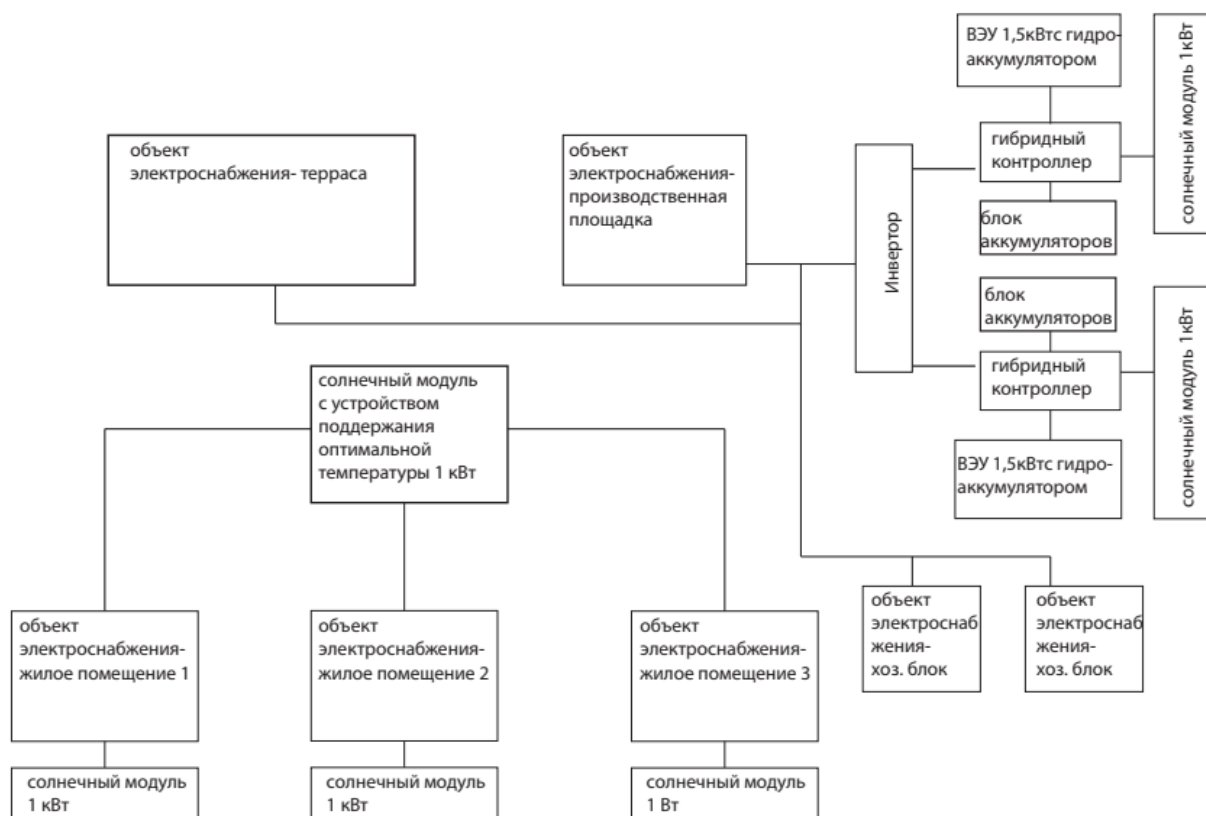 ВЭУ 1,5кВтс гидро-
аккумулятором
солнечный модуль 1кВт
объект
электроснабжения- терраса
объект
электроснабжения-
производственная
площадка
Инвертор
гибридный
контроллер
блок
аккумуляторов
блок
аккумуляторов
гибридный
контроллер
солнечный модуль 1кВт
ВЭУ 1,5кВтс гидро-
аккумулятором
солнечный модуль
с устройством
поддержания
оптимальной
температуры 1 кВт
объект
электроснаб
жения-
хоз. блок
объект
электроснаб
жения-
хоз. блок
объект
электроснабжения-
жилое помещение 1
объект
электроснабжения-
жилое помещение 2
объект
электроснабжения-
жилое помещение 3
солнечный модуль
1 кВт
солнечный модуль
1 кВт
солнечный модуль
1 Вт